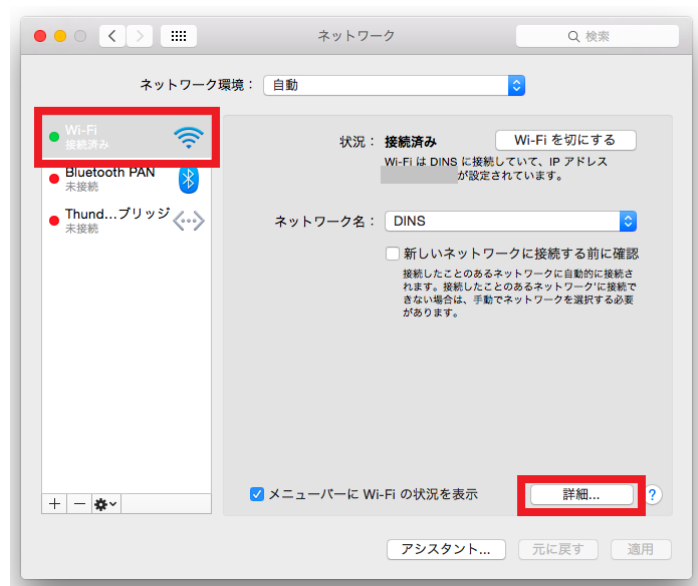 ネットワーク
検索
ネットワーク環境： 自動
Wi-Fi
接続済み
Bluetooth PAN
未接続
Thund...ブリッジ
未接続
状況： 接続済み
Wi-Fi を切にする
Wi-Fi は DINS に接続していて、IP アドレス
が設定されています。
ネットワーク名： DINS
新しいネットワークに接続する前に確認
接続したことのあるネットワークに自動的に接続さ
れます。接続したことのあるネットワーク'に接続で
きない場合は、手動でネットワークを選択する必要
があります。
メニューバーに Wi-Fi の状況を表示
詳細...
?
アシスタント...
元に戻す
適用